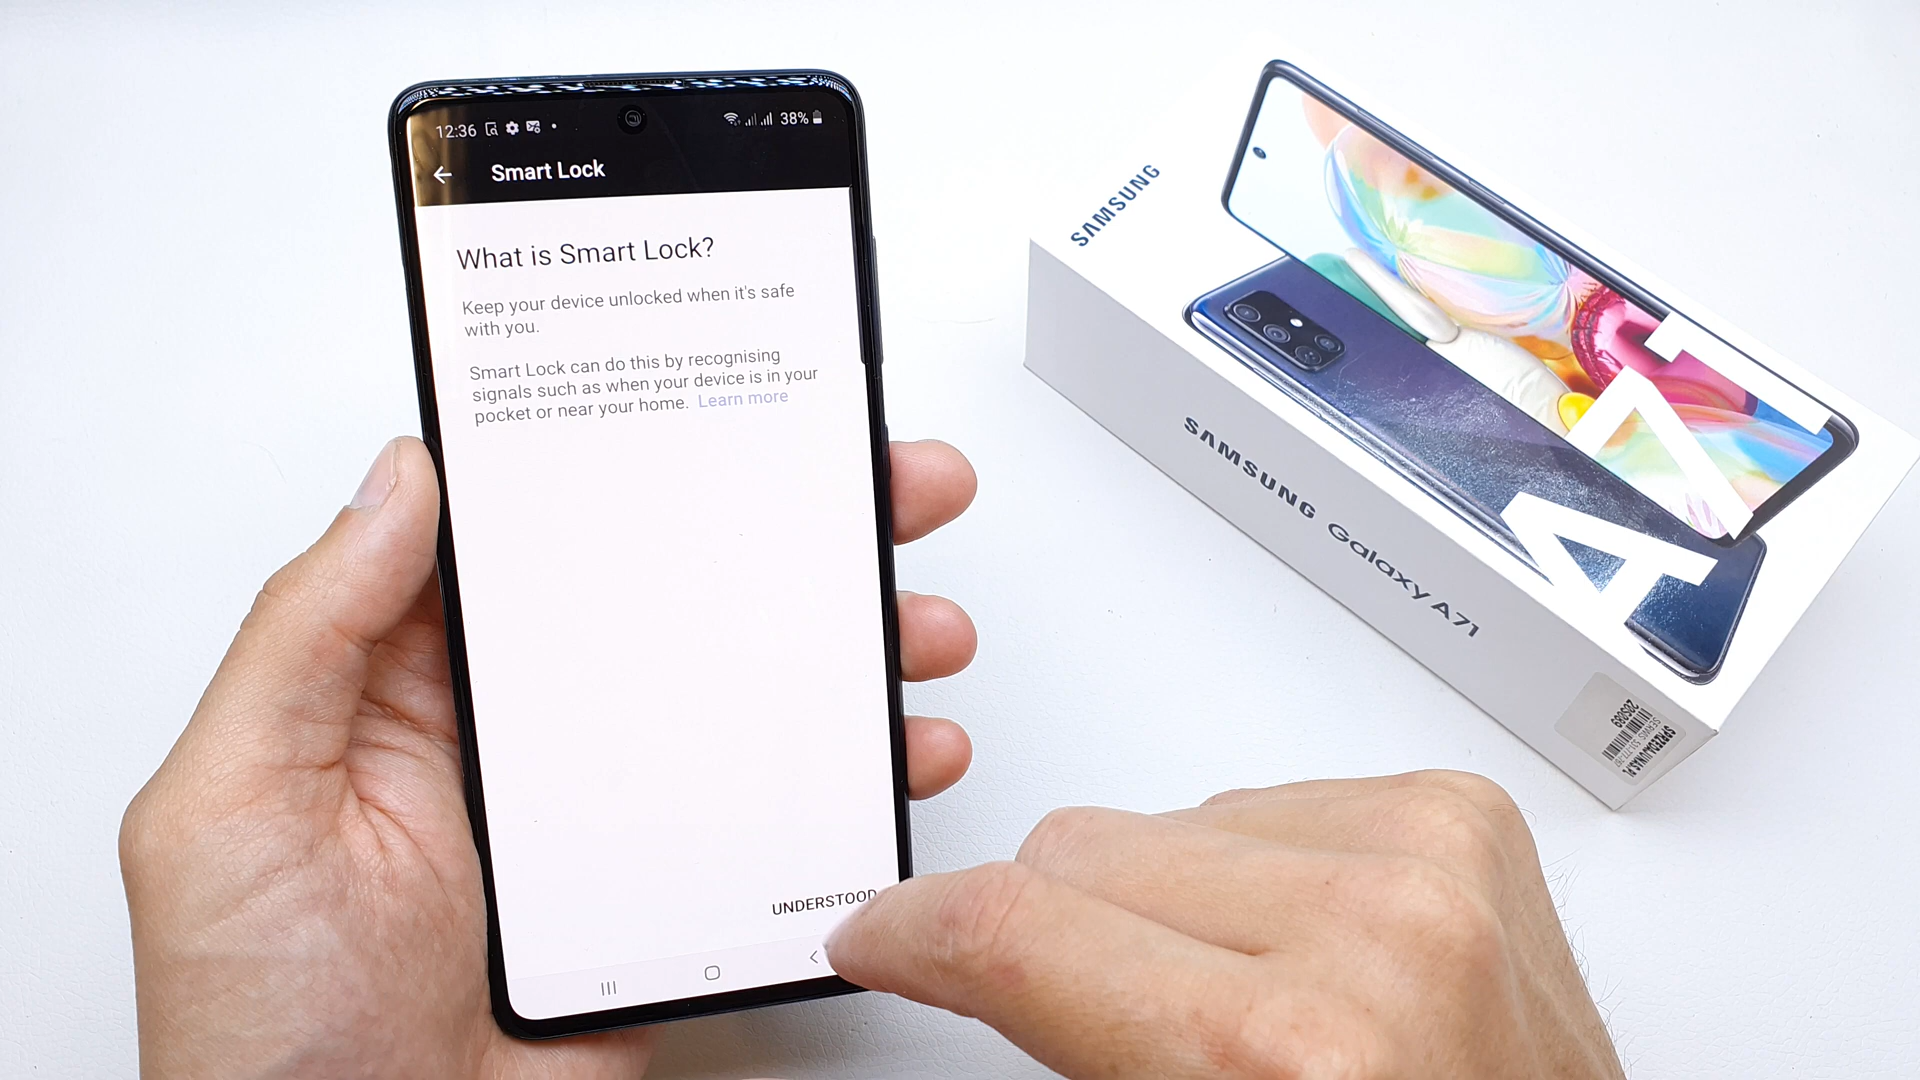 12:36
38%
Smart Lock
What is Smart Lock?
Keep your device unlocked when it's safe
with you.
Smart Lock can do this by recognising
signals such as when your device is in your
pocket or near your home. Learn more
UNDERSTOOD
SAMSUNG
A71
SAMSUNG Galaxy A71
205089